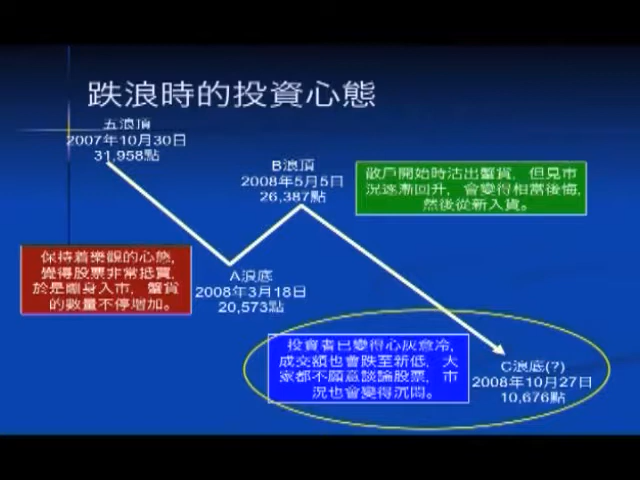 跌浪時的投資心態
五浪頂
2007年10月30日
31,958點
B浪頂
2008年5月5日
26,387點
散戶開始時沽出蟹貨，但見市
況逐漸回升，會變得相當後悔，
然後從新入貨。
保持着樂觀的心態，
覺得股票非常抵買，
於是瞓身入市，蟹貨
的數量不停增加。
A浪底
2008年3月18日
20,573點
投資者已變得心灰意冷，
成交額也會跌至新低，大
家都不願意談論股票，市
況也會變得沉悶。
C浪底(?)
2008年10月27日
10,676點